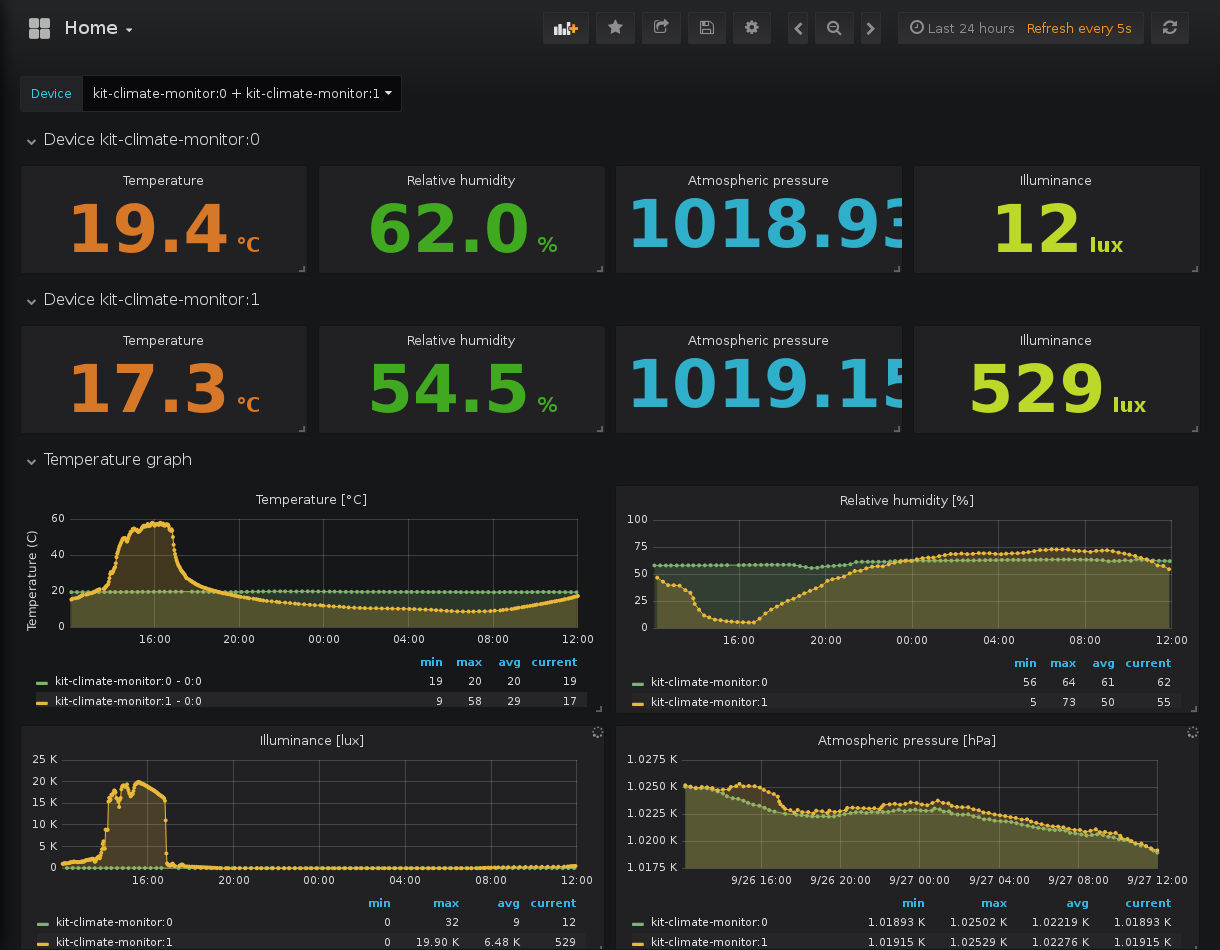 Home
Last 24 hours Refresh every 5s
Device kit-climate-monitor:0 + kit-climate-monitor:1
Device kit-climate-monitor:0
Temperature Relative humidity Atmospheric pressure Illuminance
19.4 °C 62.0 % 1018.93 12 lux
Device kit-climate-monitor:1
Temperature Relative humidity Atmospheric pressure Illuminance
17.3 °C 54.5 % 1019.15 529 lux
Temperature graph
Temperature [°C]
Temperature (C)
60
40
20
0
16:00 20:00 00:00 04:00 08:00 12:00
min max avg current
kit-climate-monitor:0 - 0:0 19 20 20 19
kit-climate-monitor:1 - 0:0 9 58 29 17
Relative humidity [%]
100
75
50
25
0
16:00 20:00 00:00 04:00 08:00 12:00
min max avg current
kit-climate-monitor:0 56 64 61 62
kit-climate-monitor:1 5 73 50 55
Illuminance [lux]
25 K
20 K
15 K
10 K
5 K
0
16:00 20:00 00:00 04:00 08:00 12:00
min max avg current
kit-climate-monitor:0 0 32 9 12
kit-climate-monitor:1 0 19.90 K 6.48 K 529
Atmospheric pressure [hPa]
1.0275 K
1.0250 K
1.0225 K
1.0200 K
1.0175 K
9/26 16:00 9/26 20:00 9/27 00:00 9/27 04:00 9/27 08:00 9/27 12:00
min max avg current
kit-climate-monitor:0 1.01893 K 1.02502 K 1.02219 K 1.01893 K
kit-climate-monitor:1 1.01915 K 1.02529 K 1.02276 K 1.01915 K